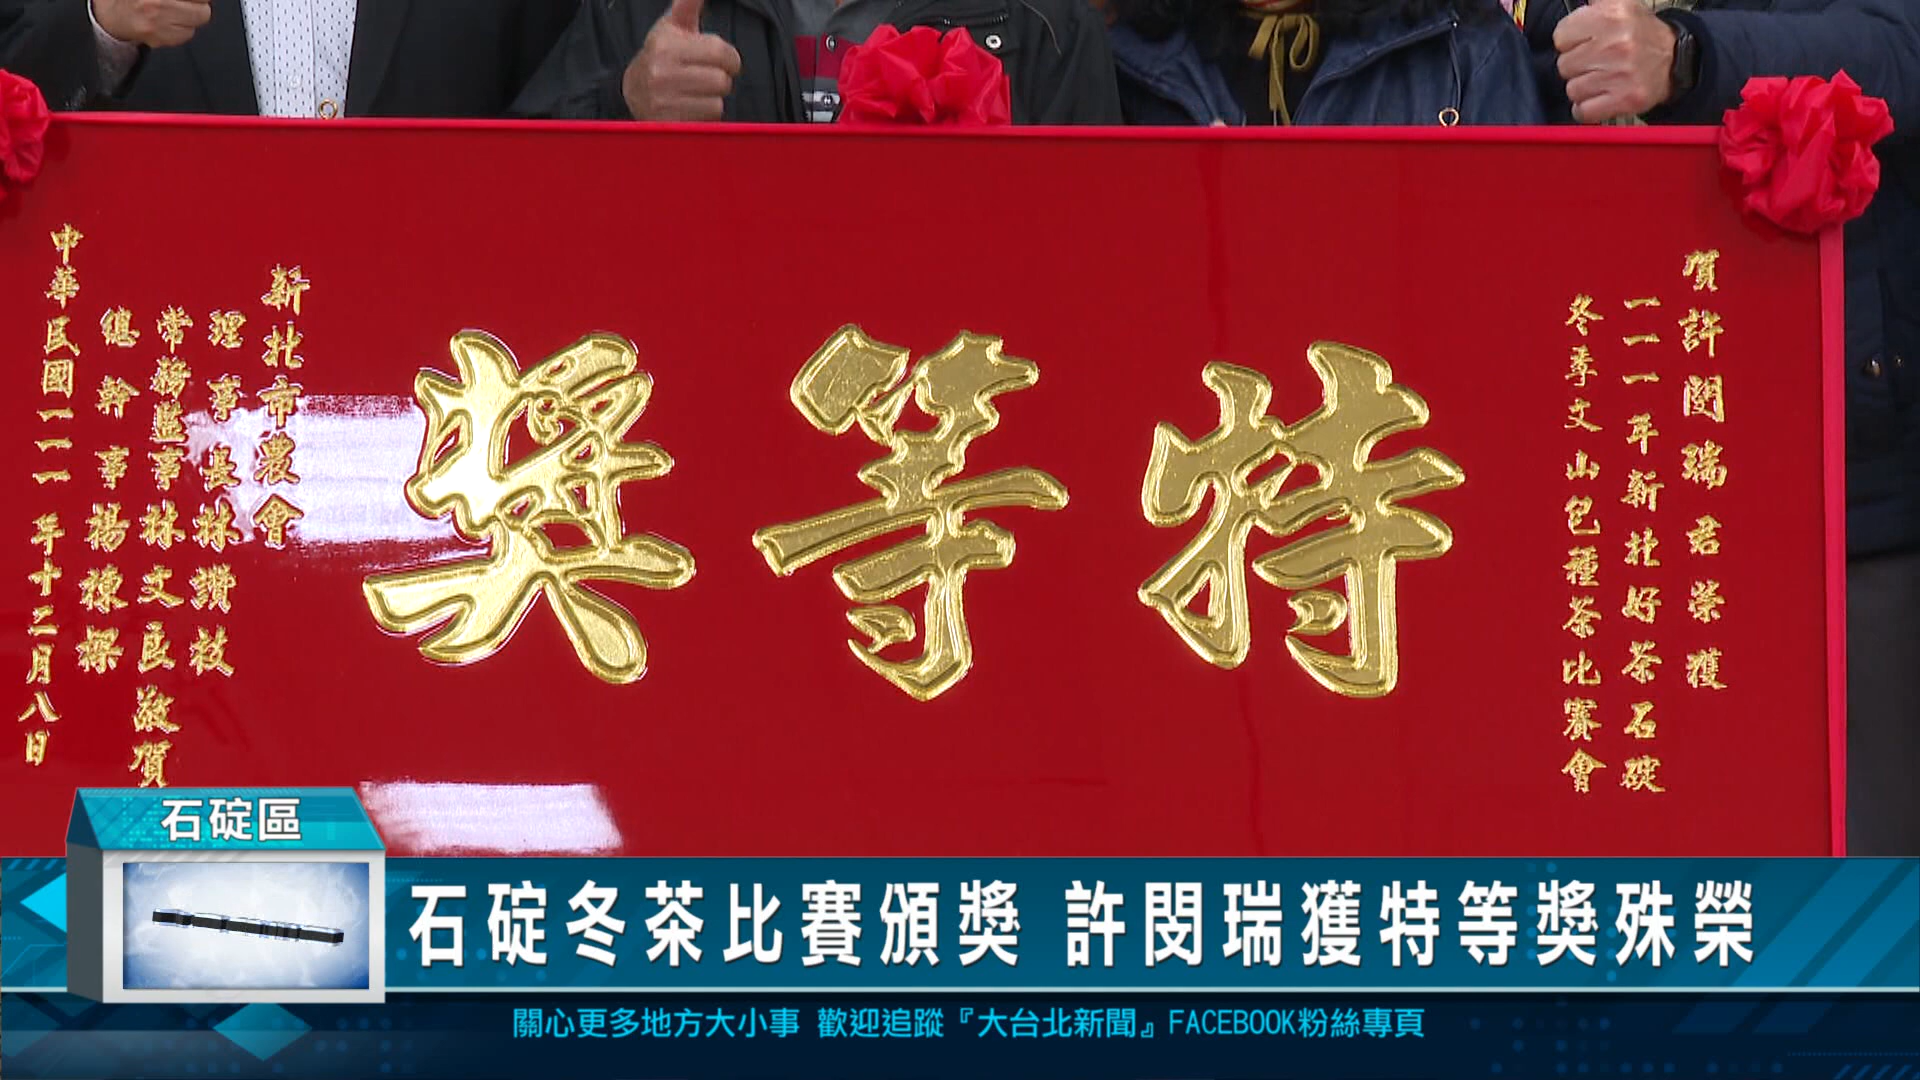 賀許閔瑞君榮獲
一一一年新北好茶石碇
冬季文山包種茶比賽會
特等獎
新北市農會
理事長林鑽枝
常務監事林文良敬賀
總幹事楊棟樑
中華民國一一一年十二月八日
石碇區
石碇冬茶比賽頒獎 許閔瑞獲特等獎殊榮
關心更多地方大小事 歡迎追蹤『大台北新聞』FACEBOOK粉絲專頁